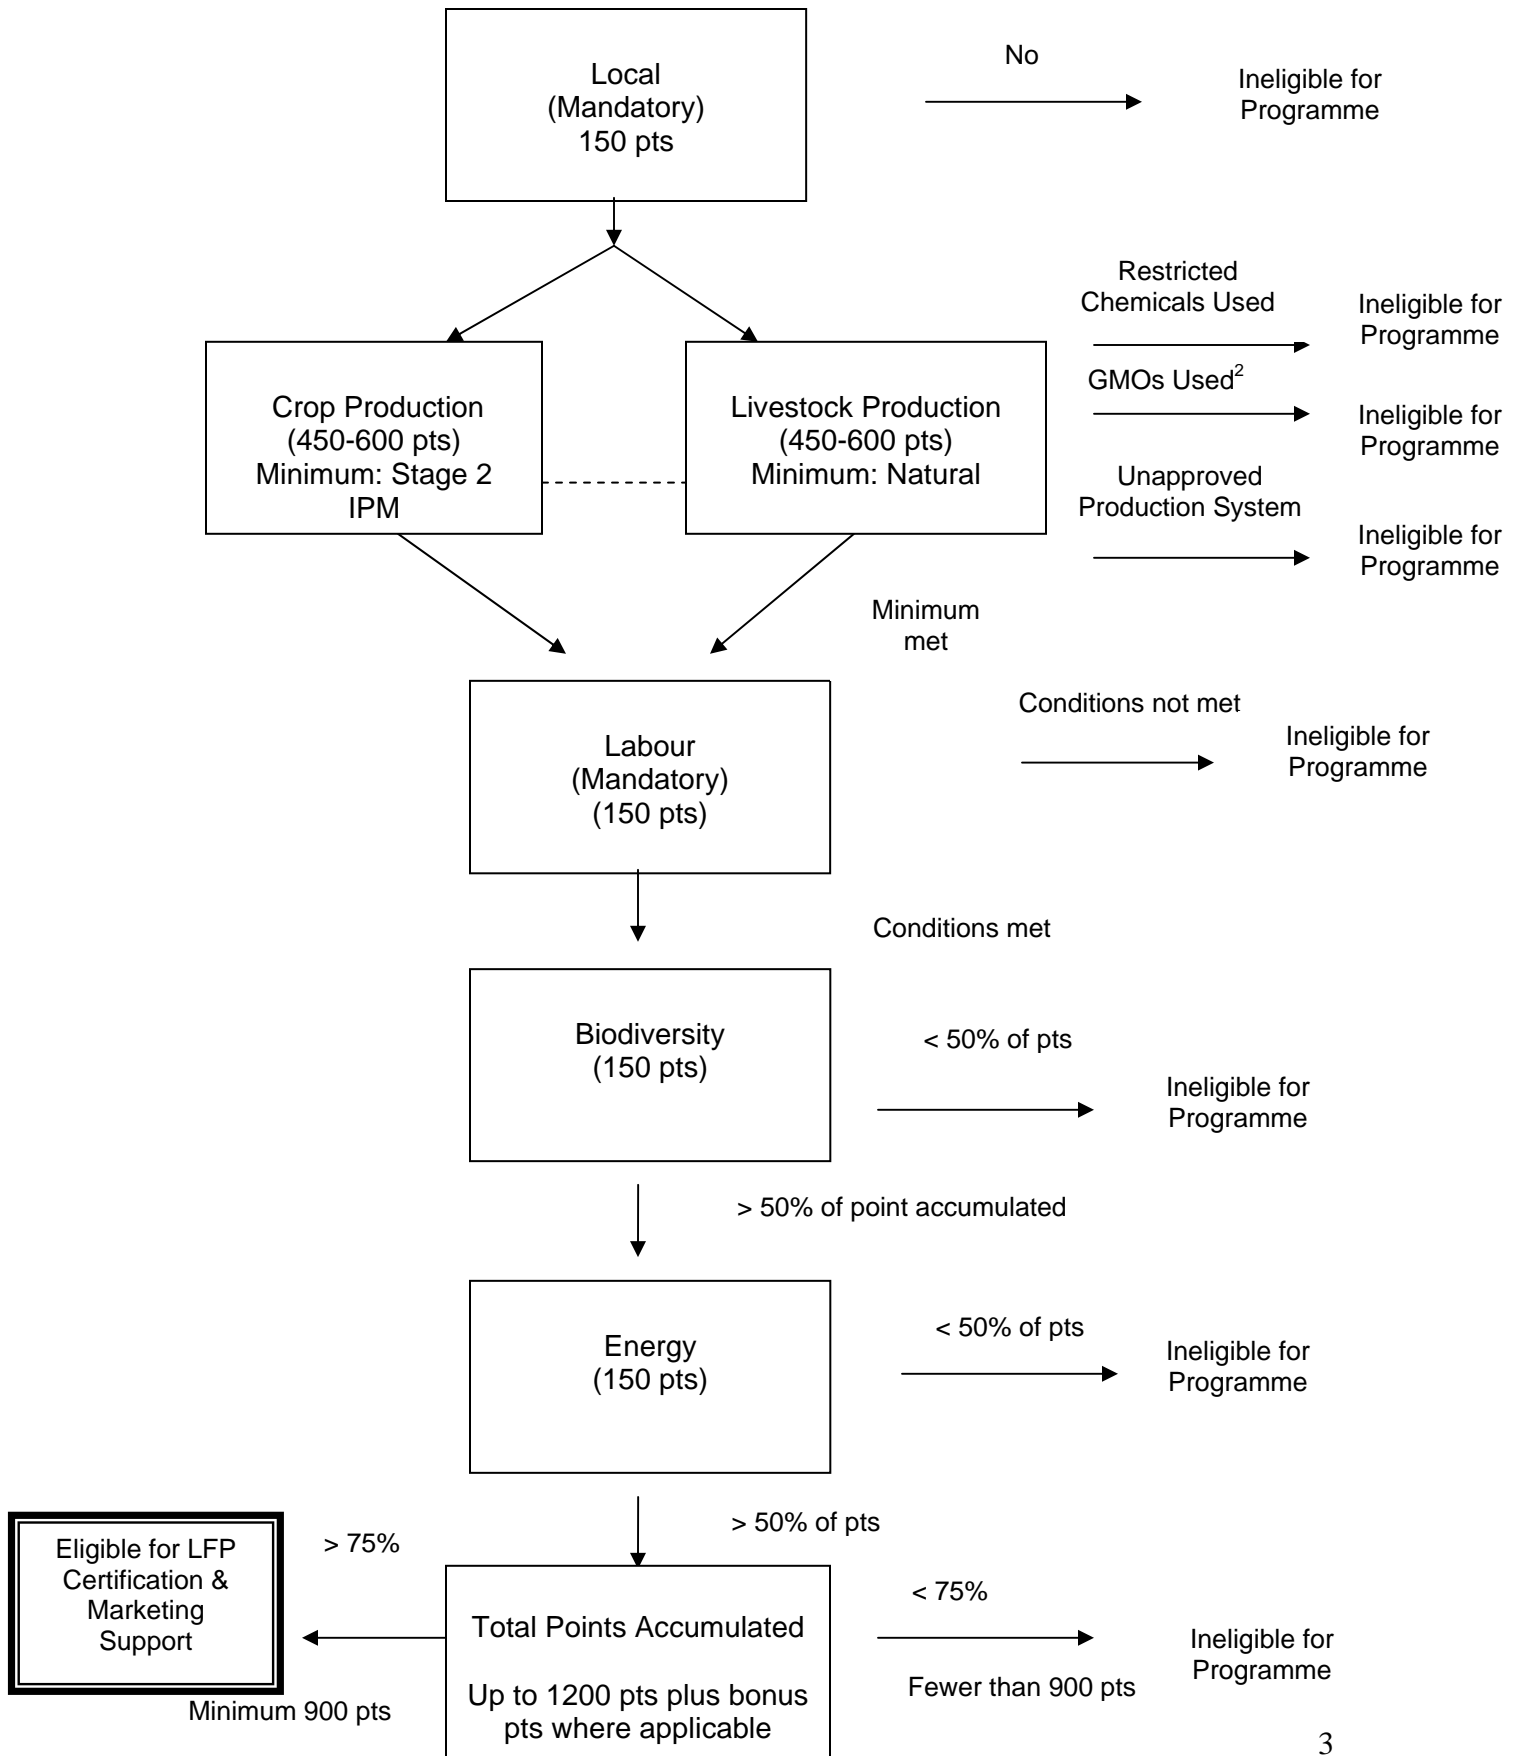 Local
(Mandatory)
150 pts
No
Ineligible for
Programme
Crop Production
(450-600 pts)
Minimum: Stage 2
IPM
Livestock Production
(450-600 pts)
Minimum: Natural
Restricted
Chemicals Used
Ineligible for
Programme
GMOs Used²
Ineligible for
Programme
Unapproved
Production System
Ineligible for
Programme
Minimum
met
Labour
(Mandatory)
(150 pts)
Conditions not met
Ineligible for
Programme
Conditions met
Biodiversity
(150 pts)
< 50% of pts
Ineligible for
Programme
> 50% of point accumulated
Energy
(150 pts)
< 50% of pts
Ineligible for
Programme
> 50% of pts
Eligible for LFP
Certification &
Marketing
Support
> 75%
Minimum 900 pts
Total Points Accumulated
Up to 1200 pts plus bonus
pts where applicable
< 75%
Fewer than 900 pts
Ineligible for
Programme
3